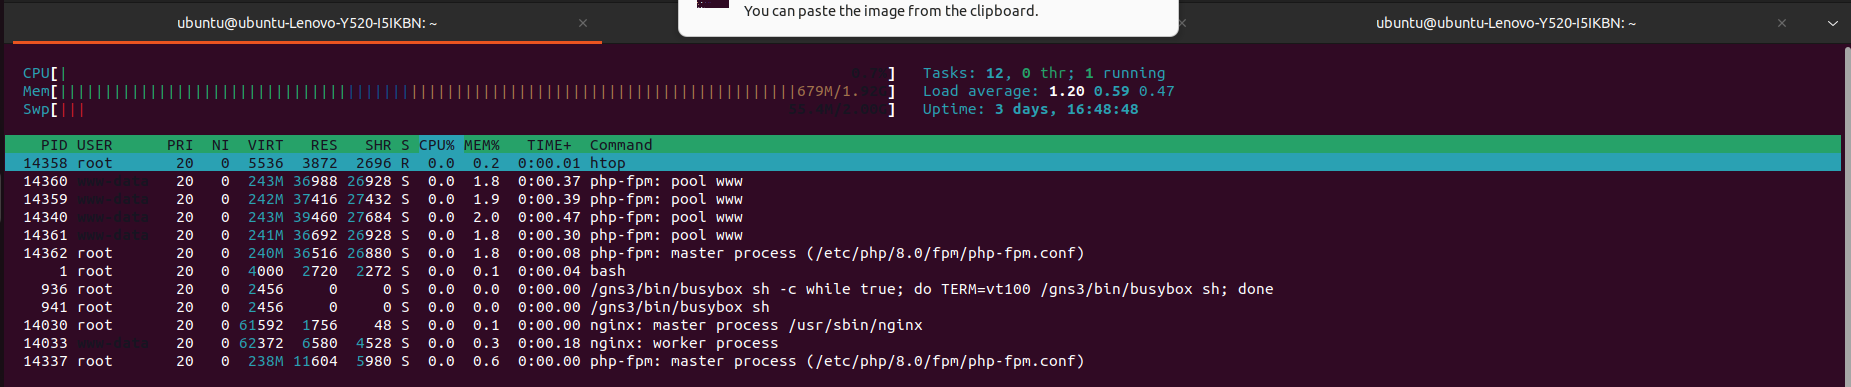 ubuntu@ubuntu-Lenovo-Y520-I5IKBN: ~ × You can paste the image from the clipboard. × ubuntu@ubuntu-Lenovo-Y520-I5IKBN: ~ ×
CPU[| ] Tasks: 12, 0 thr; 1 running
Mem[||||||||||||||||||||||||||||||||||||||||||||||||||||||||||||||||||||||||||||||||||679M/1. ] Load average: 1.20 0.59 0.47
Swp[||| ] Uptime: 3 days, 16:48:48
PID USER PRI NI VIRT RES SHR S CPU% MEM% TIME+ Command
14358 root 20 0 5536 3872 2696 R 0.0 0.2 0:00.01 htop
14360 20 0 243M 36988 26928 S 0.0 1.8 0:00.37 php-fpm: pool www
14359 20 0 242M 37416 27432 S 0.0 1.9 0:00.39 php-fpm: pool www
14340 20 0 243M 39460 27684 S 0.0 2.0 0:00.47 php-fpm: pool www
14361 20 0 241M 36692 26928 S 0.0 1.8 0:00.30 php-fpm: pool www
14362 root 20 0 240M 36516 26880 S 0.0 1.8 0:00.08 php-fpm: master process (/etc/php/8.0/fpm/php-fpm.conf)
1 root 20 0 4000 2720 2272 S 0.0 0.1 0:00.04 bash
936 root 20 0 2456 0 0 S 0.0 0.0 0:00.00 /gns3/bin/busybox sh -c while true; do TERM=vt100 /gns3/bin/busybox sh; done
941 root 20 0 2456 0 0 S 0.0 0.0 0:00.00 /gns3/bin/busybox sh
14030 root 20 0 61592 1756 48 S 0.0 0.1 0:00.00 nginx: master process /usr/sbin/nginx
14033 20 0 62372 6580 4528 S 0.0 0.3 0:00.18 nginx: worker process
14337 root 20 0 238M 11604 5980 S 0.0 0.6 0:00.00 php-fpm: master process (/etc/php/8.0/fpm/php-fpm.conf)